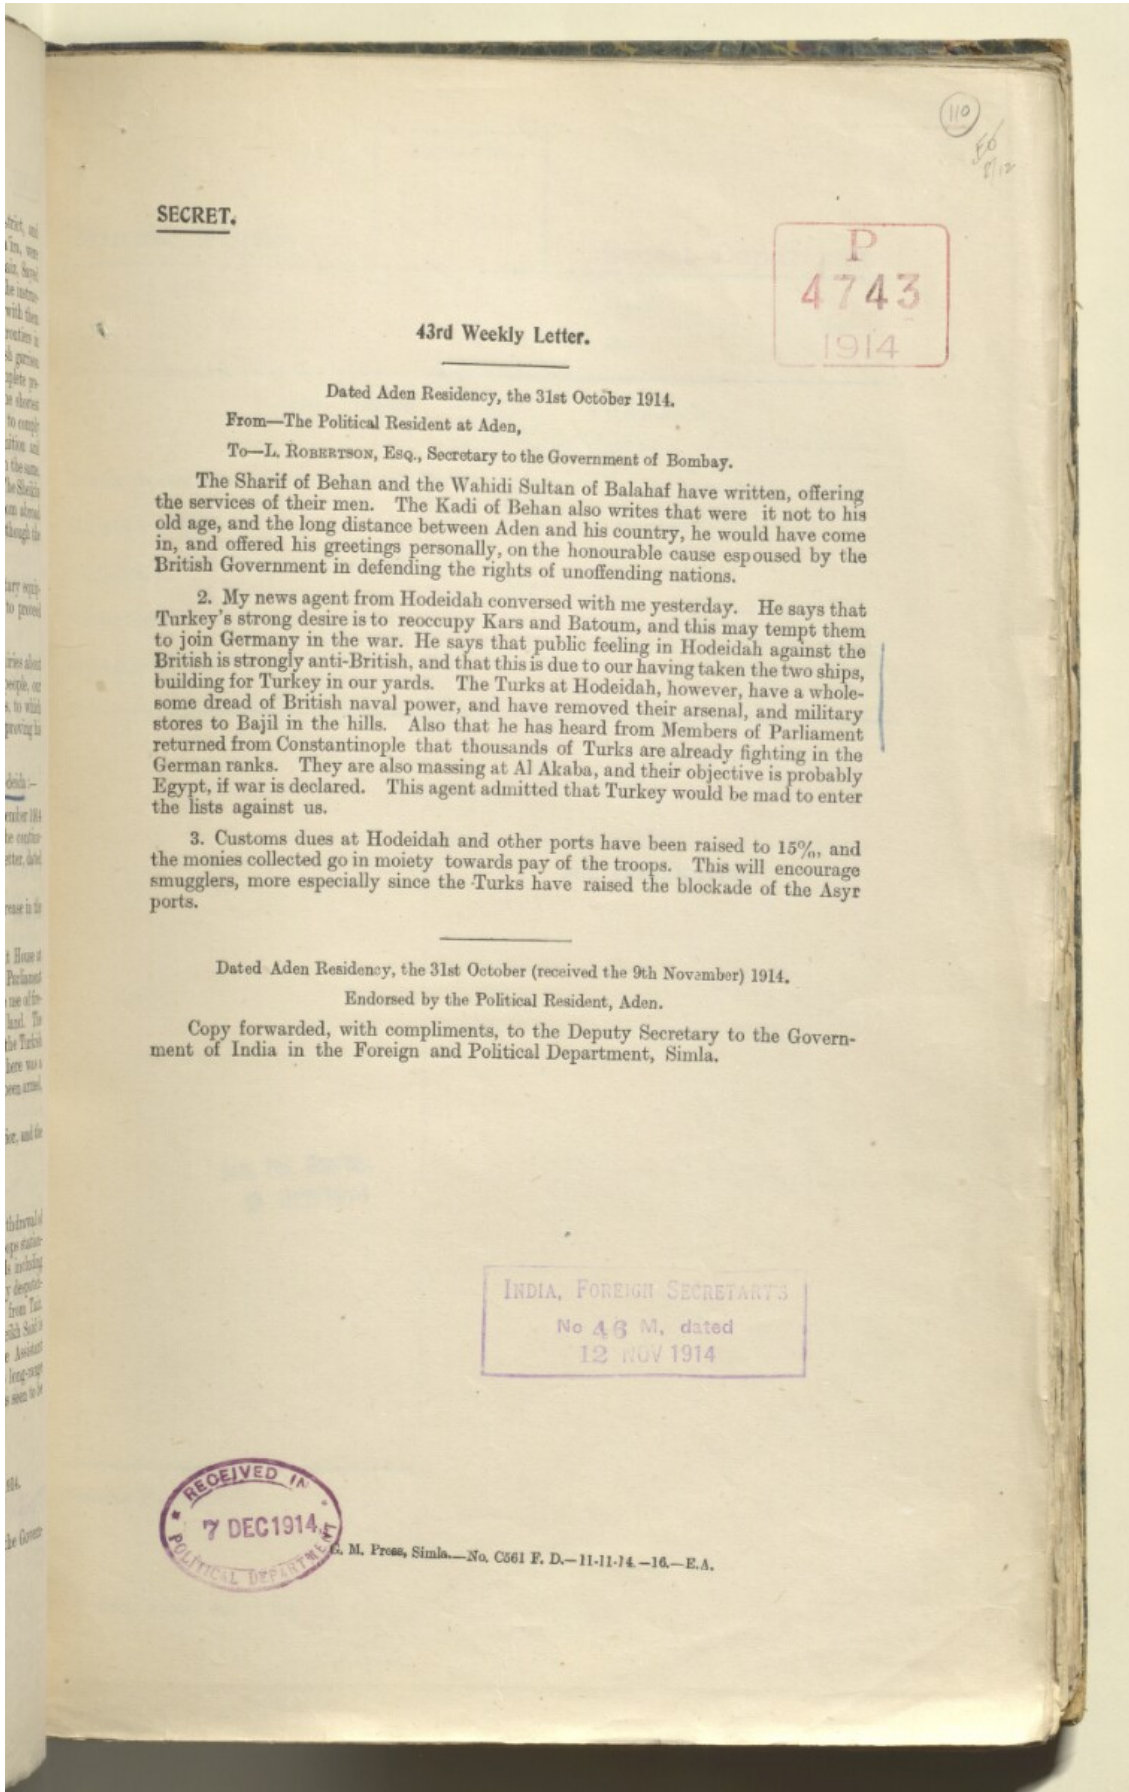 110
8/12
SECRET.
P
4743
1914
43rd Weekly Letter.
Dated Aden Residency, the 31st October 1914.
From—The Political Resident at Aden,
To—L. ROBERTSON, ESQ., Secretary to the Government of Bombay.
The Sharif of Behan and the Wahidi Sultan of Balahaf have written, offering
the services of their men. The Kadi of Behan also writes that were it not to his
old age, and the long distance between Aden and his country, he would have come
in, and offered his greetings personally, on the honourable cause espoused by the
British Government in defending the rights of unoffending nations.
2. My news agent from Hodeidah conversed with me yesterday. He says that
Turkey's strong desire is to reoccupy Kars and Batoum, and this may tempt them
to join Germany in the war. He says that public feeling in Hodeidah against the
British is strongly anti-British, and that this is due to our having taken the two ships,
building for Turkey in our yards. The Turks at Hodeidah, however, have a whole-
some dread of British naval power, and have removed their arsenal, and military
stores to Bajil in the hills. Also that he has heard from Members of Parliament
returned from Constantinople that thousands of Turks are already fighting in the
German ranks. They are also massing at Al Akaba, and their objective is probably
Egypt, if war is declared. This agent admitted that Turkey would be mad to enter
the lists against us.
3. Customs dues at Hodeidah and other ports have been raised to 15%, and
the monies collected go in moiety towards pay of the troops. This will encourage
smugglers, more especially since the Turks have raised the blockade of the Asyr
ports.
Dated Aden Residency, the 31st October (received the 9th November) 1914.
Endorsed by the Political Resident, Aden.
Copy forwarded, with compliments, to the Deputy Secretary to the Govern-
ment of India in the Foreign and Political Department, Simla.
INDIA, FOREIGN SECRETARY'S
No 46 M, dated
12 NOV 1914
RECEIVED IN
7 DEC 1914
POLITICAL DEPARTMENT
G. M. Press, Simla.—No. C561 F. D.—11-11-14.—16.—E.A.